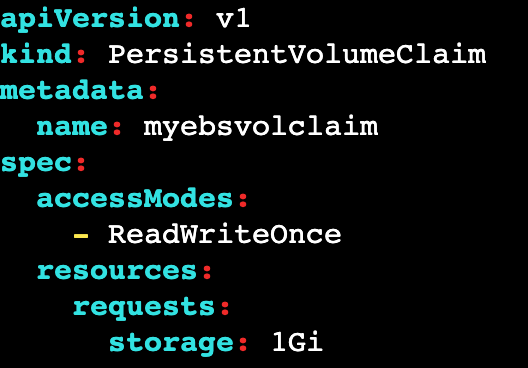 apiVersion: v1
kind: PersistentVolumeClaim
metadata:
  name: myebsvolclaim
spec:
  accessModes:
    - ReadWriteOnce
  resources:
    requests:
      storage: 1Gi